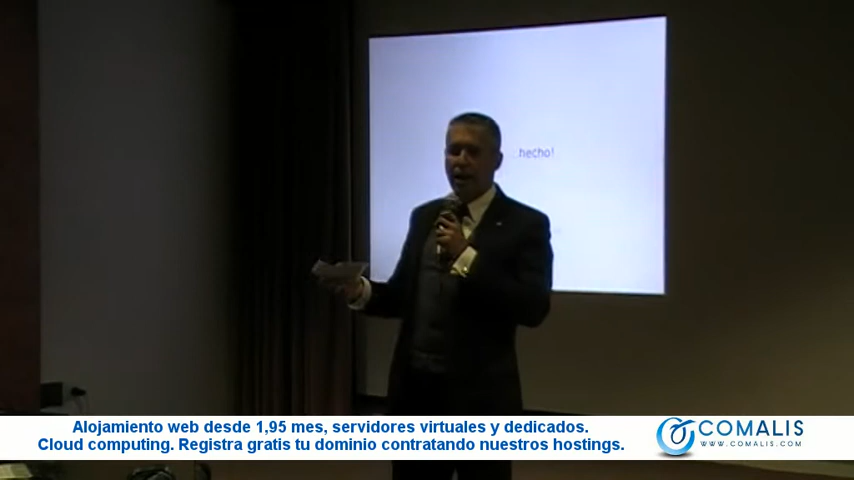 ...hecho!
Alojamiento web desde 1,95 mes, servidores virtuales y dedicados.
Cloud computing. Registra gratis tu dominio contratando nuestros hostings.
COMALIS
WWW.COMALIS.COM